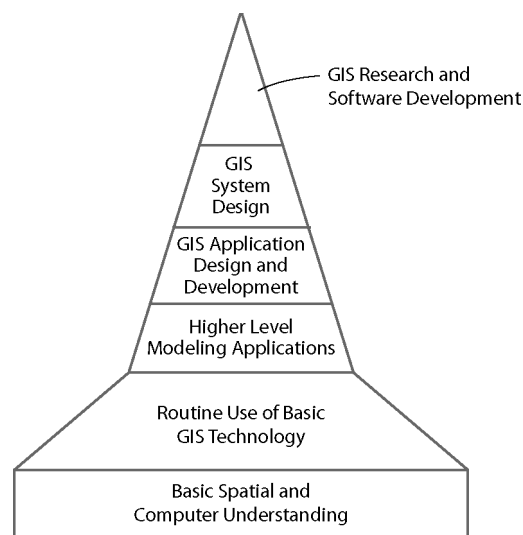 GIS Research and
Software Development
GIS
System
Design
GIS Application
Design and
Development
Higher Level
Modeling Applications
Routine Use of Basic
GIS Technology
Basic Spatial and
Computer Understanding